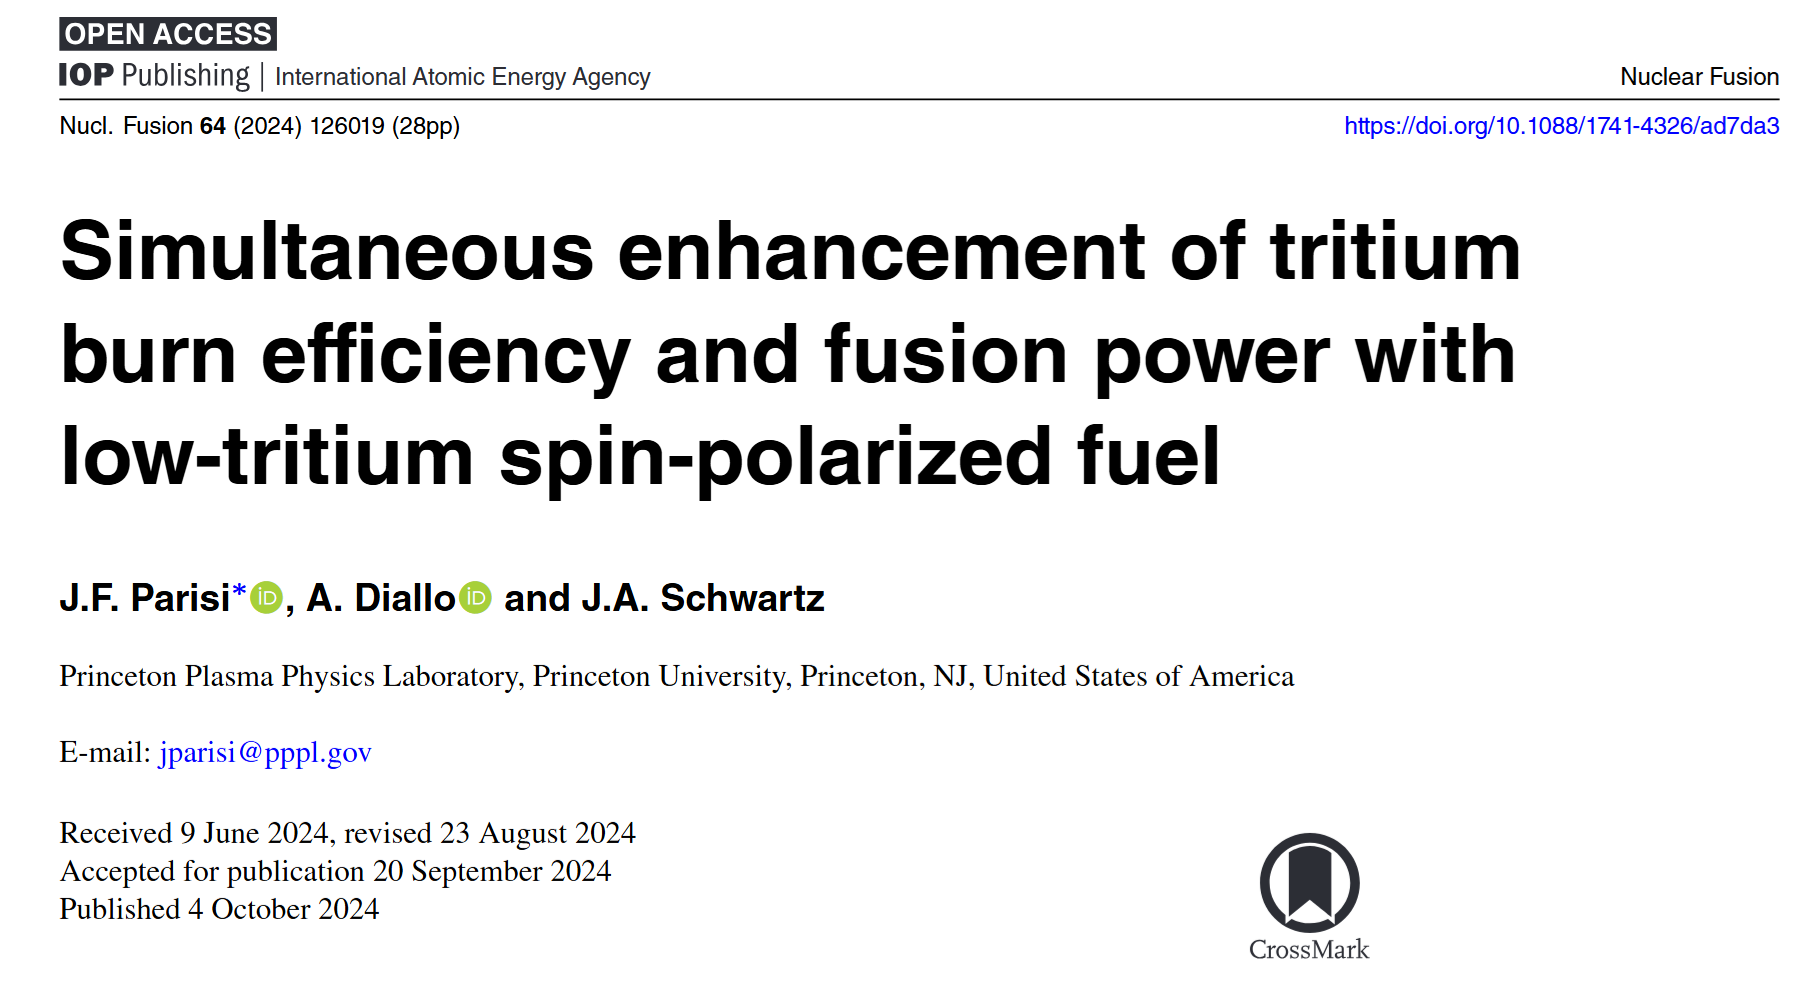 OPEN ACCESS
IOP Publishing | International Atomic Energy Agency
Nuclear Fusion
Nucl. Fusion 64 (2024) 126019 (28pp)
https://doi.org/10.1088/1741-4326/ad7da3
Simultaneous enhancement of tritium
burn efficiency and fusion power with
low-tritium spin-polarized fuel
J.F. Parisi* iD, A. Diallo iD and J.A. Schwartz
Princeton Plasma Physics Laboratory, Princeton University, Princeton, NJ, United States of America
E-mail: jparisi@pppl.gov
Received 9 June 2024, revised 23 August 2024
Accepted for publication 20 September 2024
Published 4 October 2024
CrossMark